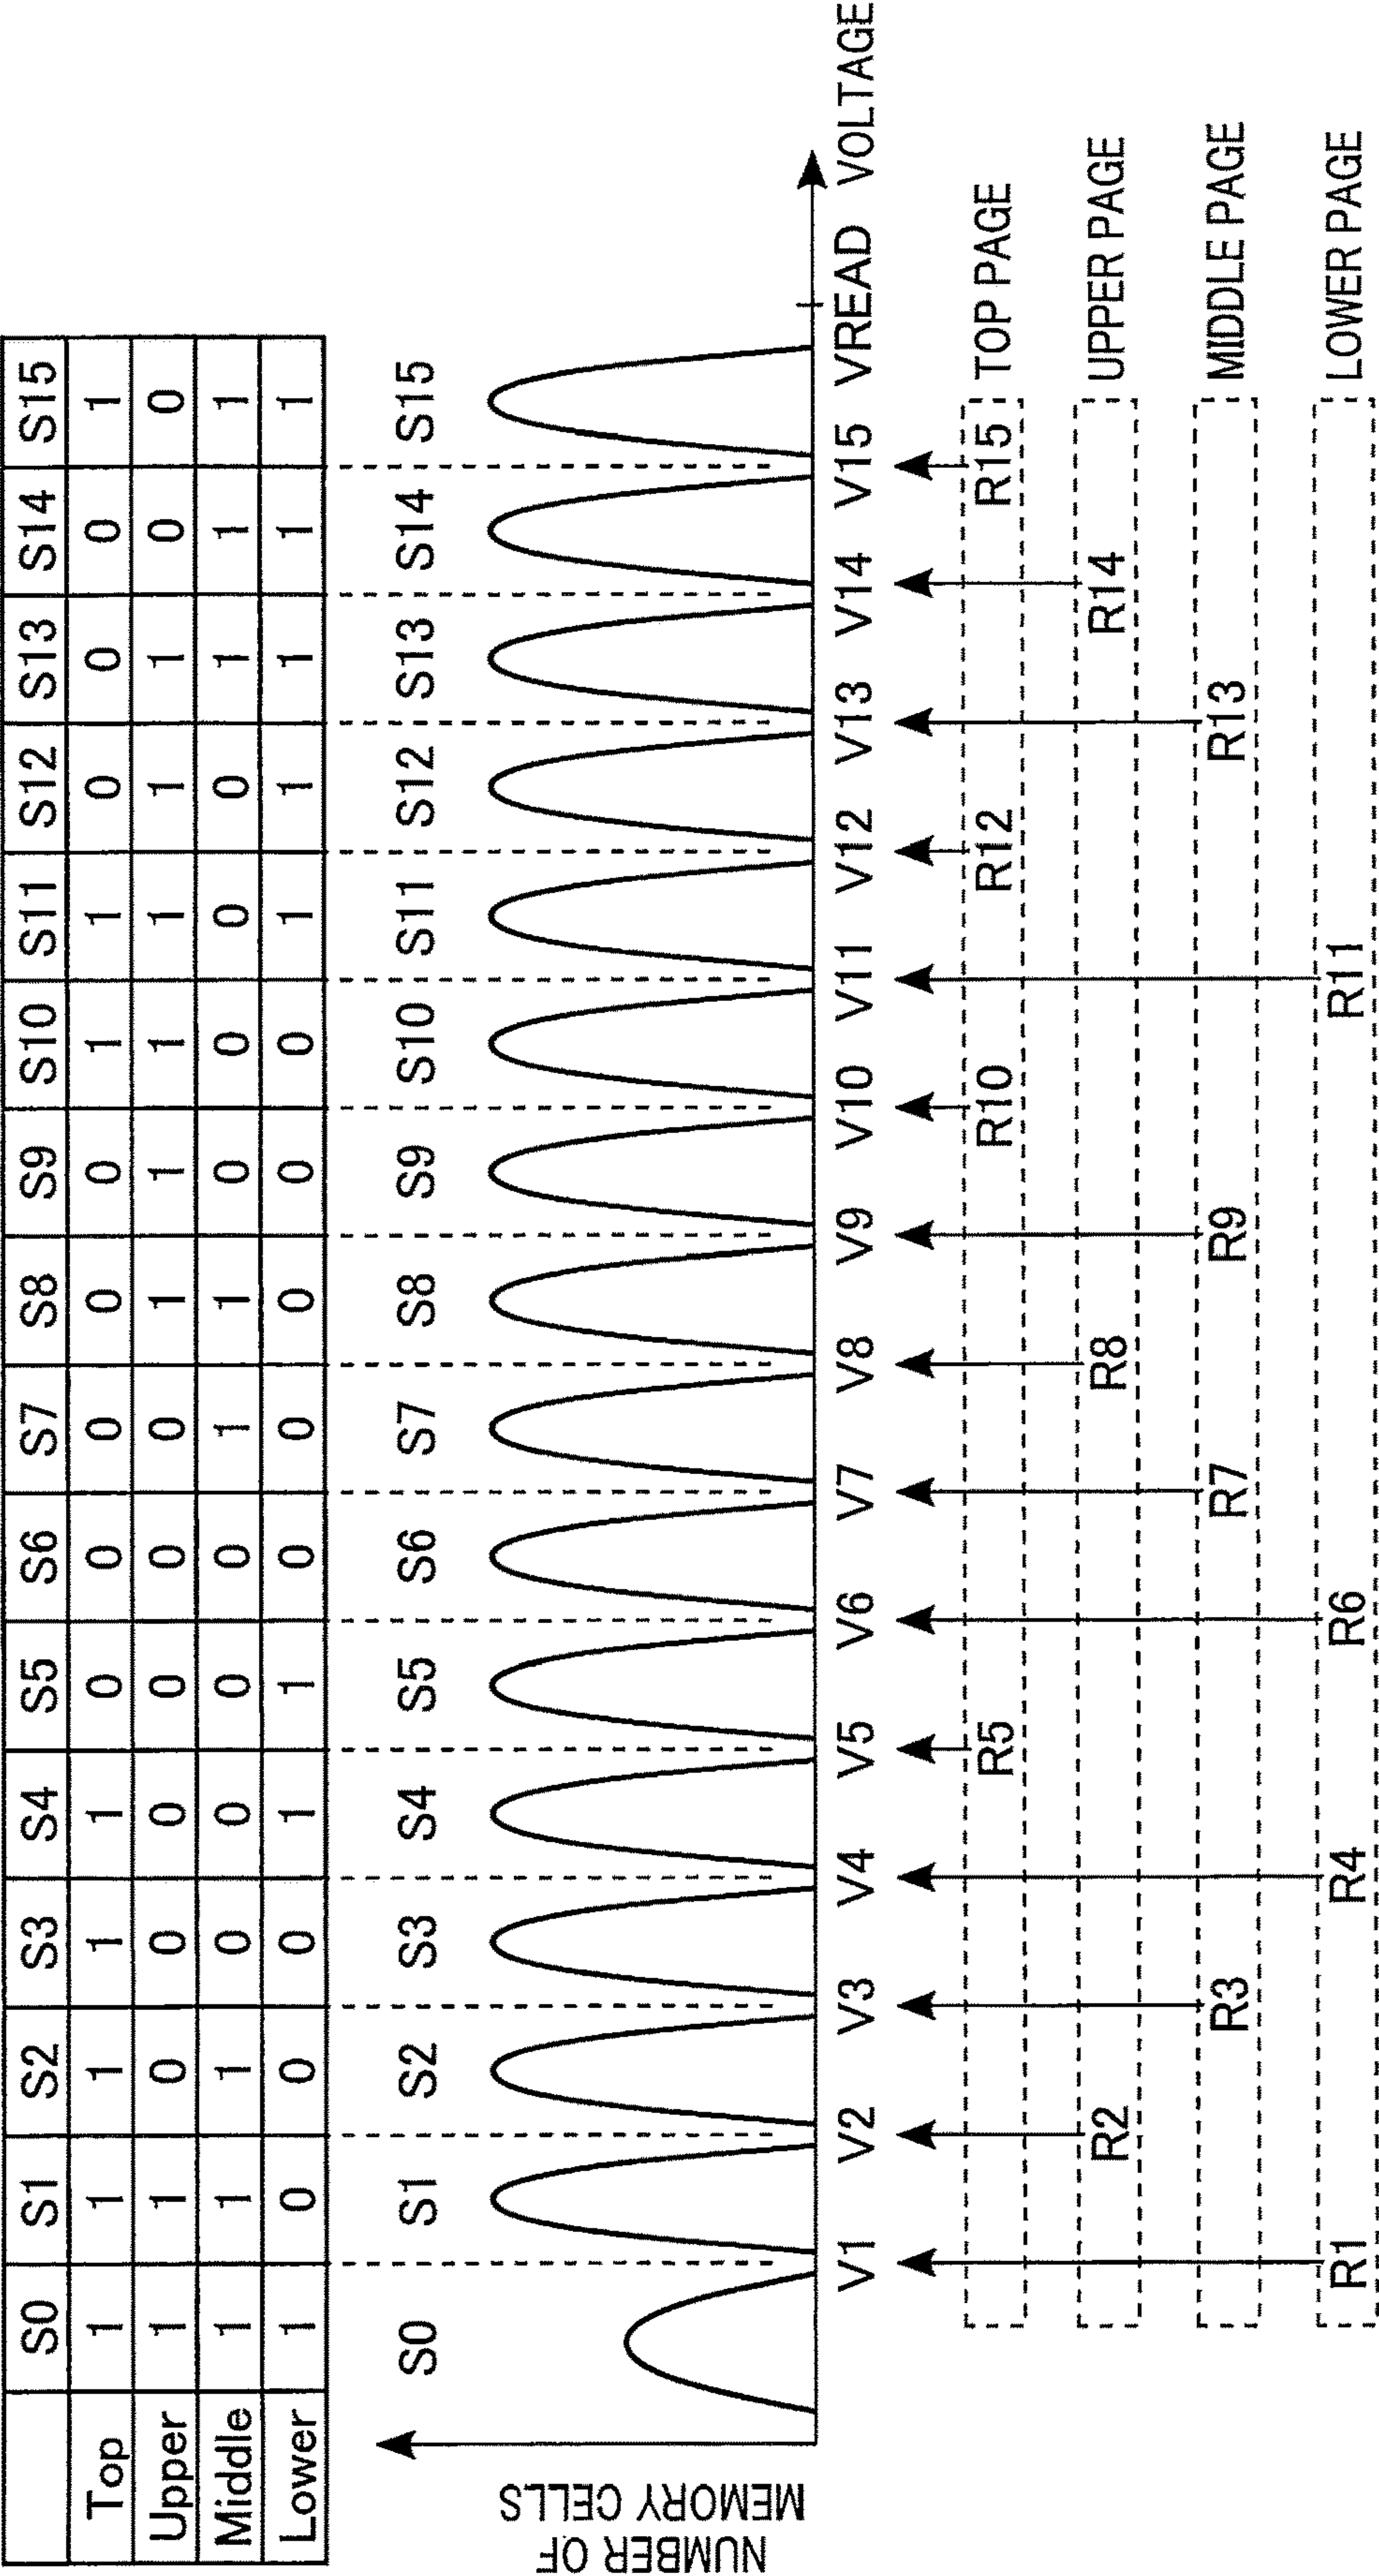 S0 S1 S2 S3 S4 S5 S6 S7 S8 S9 S10 S11 S12 S13 S14 S15
Top 1 1 1 1 1 0 0 0 0 0 1 1 0 0 0 1
Upper 1 1 0 0 0 0 0 0 1 1 1 1 1 1 0 0
Middle 1 1 1 0 0 0 0 1 1 0 0 0 0 1 1 1
Lower 1 0 0 0 1 1 0 0 0 0 0 1 1 1 1 1
S0 S1 S2 S3 S4 S5 S6 S7 S8 S9 S10 S11 S12 S13 S14 S15
NUMBER OF
MEMORY CELLS
V1 V2 V3 V4 V5 V6 V7 V8 V9 V10 V11 V12 V13 V14 V15 VREAD VOLTAGE
R5 R10 R12 R15 TOP PAGE
R2 R8 R14 UPPER PAGE
R3 R7 R9 R13 MIDDLE PAGE
R1 R4 R6 R11 LOWER PAGE